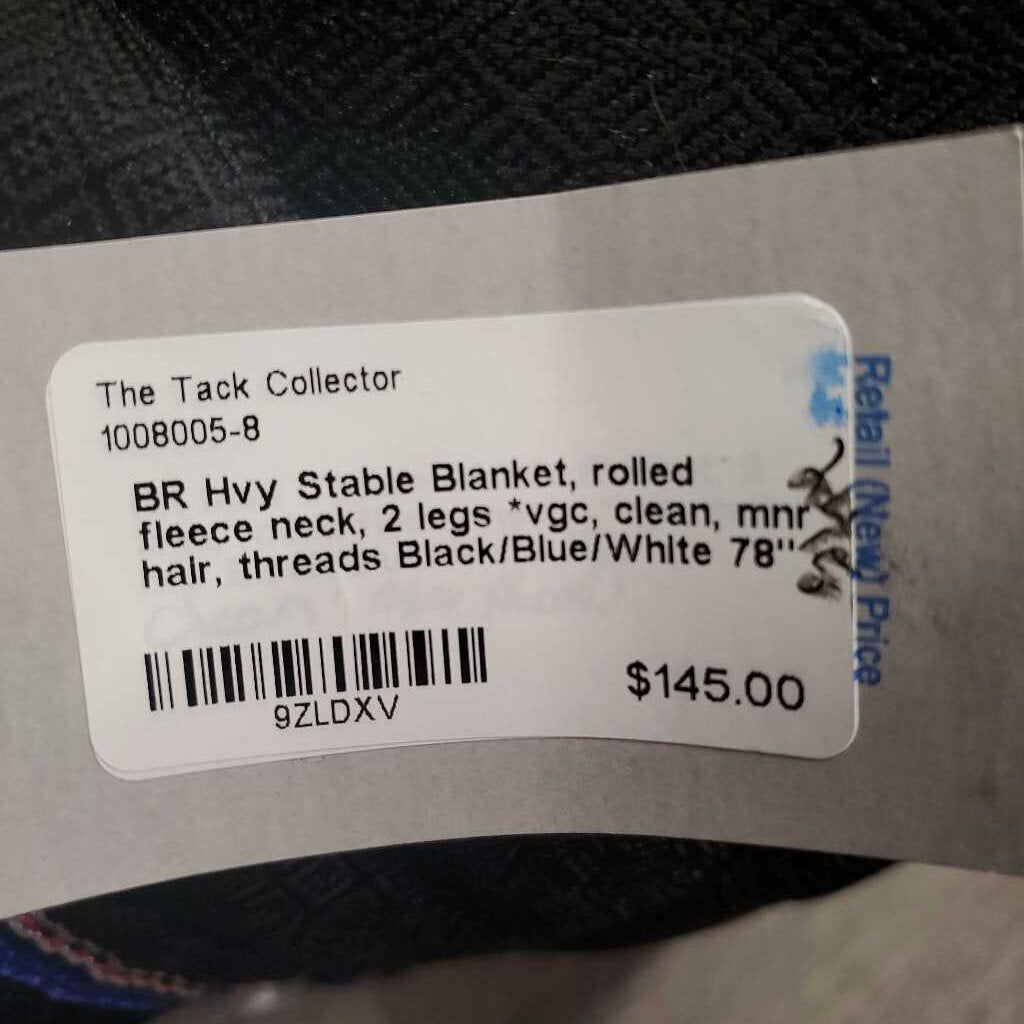 The Tack Collector
1008005-8
BR Hvy Stable Blanket, rolled
fleece neck, 2 legs *vgc, clean, mnr
hair, threads Black/Blue/White 78"
9ZLDXV
$145.00
Retail (New) Price